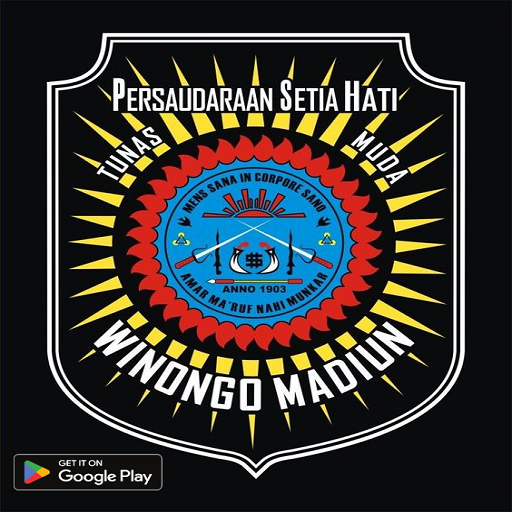 PERSAUDARAAN SETIA HATI
TUNAS MUDA
MENS SANA IN CORPORE SANO
ANNO 1903
AMAR MA'RUF NAHI MUNKAR
WINONGO MADIUN
GET IT ON
Google Play